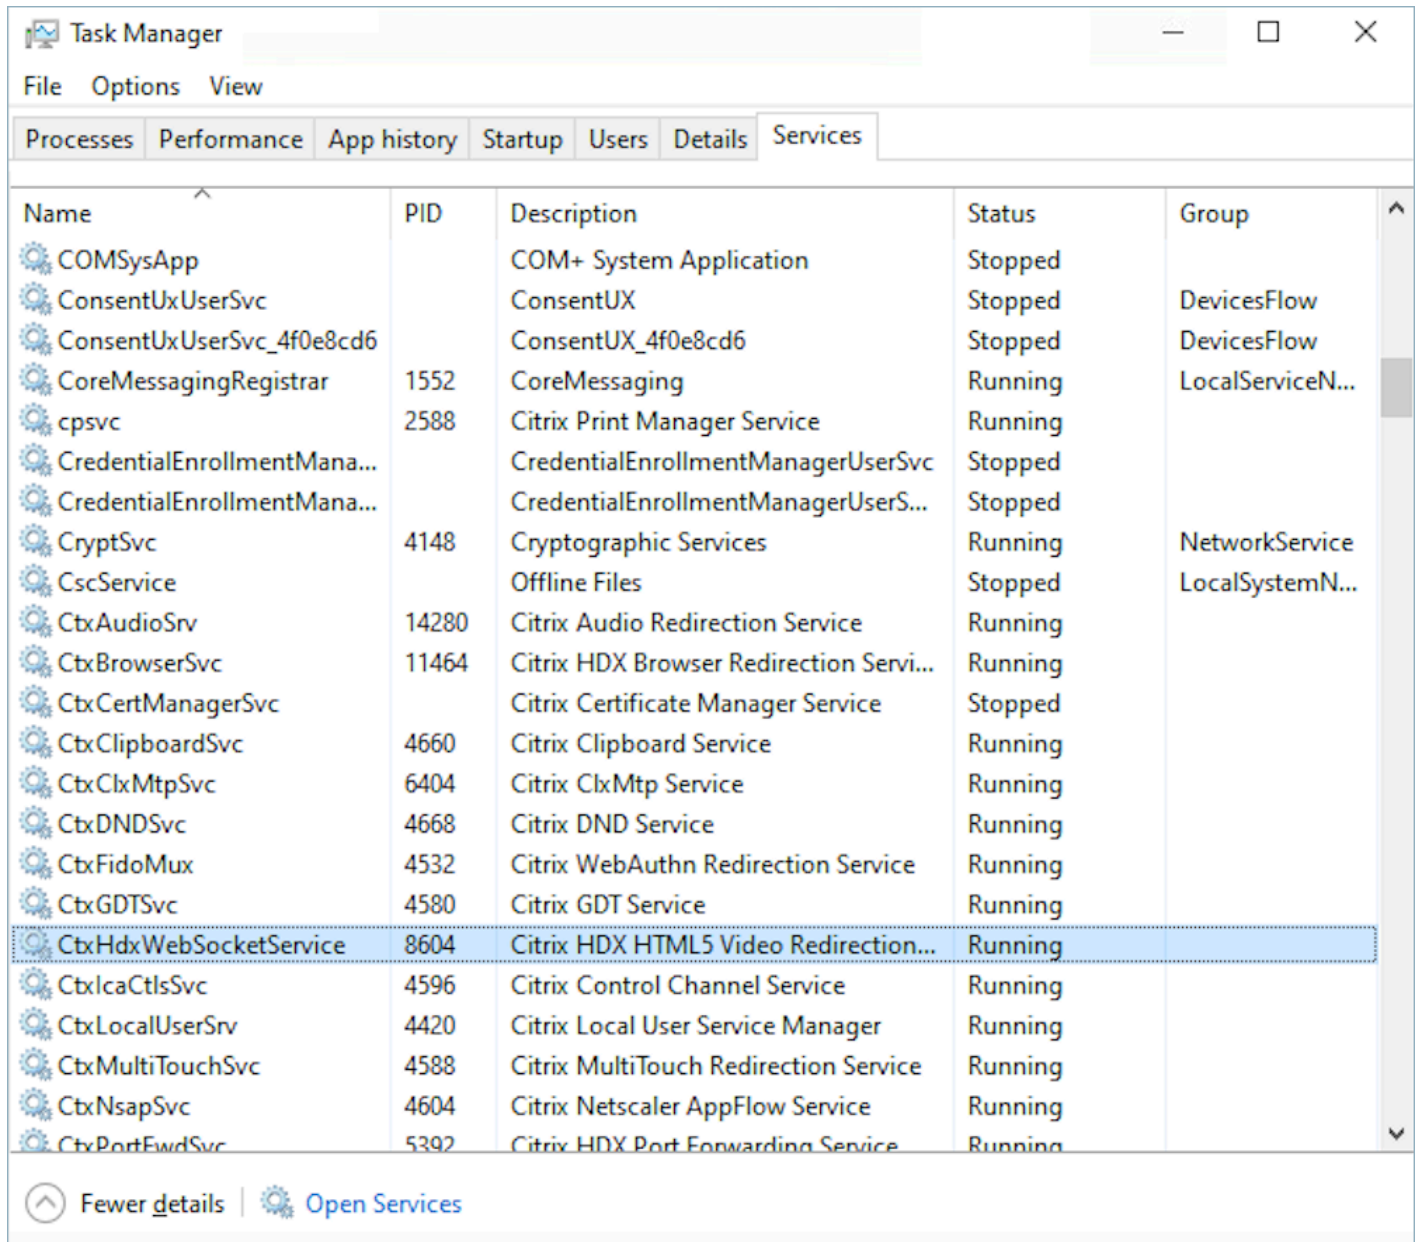 Task Manager
File Options View
Processes Performance App history Startup Users Details Services
Name PID Description Status Group
COMSysApp COM+ System Application Stopped
ConsentUxUserSvc ConsentUX Stopped DevicesFlow
ConsentUxUserSvc_4f0e8cd6 ConsentUX_4f0e8cd6 Stopped DevicesFlow
CoreMessagingRegistrar 1552 CoreMessaging Running LocalServiceN...
cpsvc 2588 Citrix Print Manager Service Running
CredentialEnrollmentMana... CredentialEnrollmentManagerUserSvc Stopped
CredentialEnrollmentMana... CredentialEnrollmentManagerUserS... Stopped
CryptSvc 4148 Cryptographic Services Running NetworkService
CscService Offline Files Stopped LocalSystemN...
CtxAudioSrv 14280 Citrix Audio Redirection Service Running
CtxBrowserSvc 11464 Citrix HDX Browser Redirection Servi... Running
CtxCertManagerSvc Citrix Certificate Manager Service Stopped
CtxClipboardSvc 4660 Citrix Clipboard Service Running
CtxClxMtpSvc 6404 Citrix ClxMtp Service Running
CtxDNDSvc 4668 Citrix DND Service Running
CtxFidoMux 4532 Citrix WebAuthn Redirection Service Running
CtxGDTSvc 4580 Citrix GDT Service Running
CtxHdxWebSocketService 8604 Citrix HDX HTML5 Video Redirection... Running
CtxIcaCtlsSvc 4596 Citrix Control Channel Service Running
CtxLocalUserSrv 4420 Citrix Local User Service Manager Running
CtxMultiTouchSvc 4588 Citrix MultiTouch Redirection Service Running
CtxNsapSvc 4604 Citrix Netscaler AppFlow Service Running
CtxPortFwdSvc 5392 Citrix HDX Port Forwarding Service Running
Fewer details Open Services